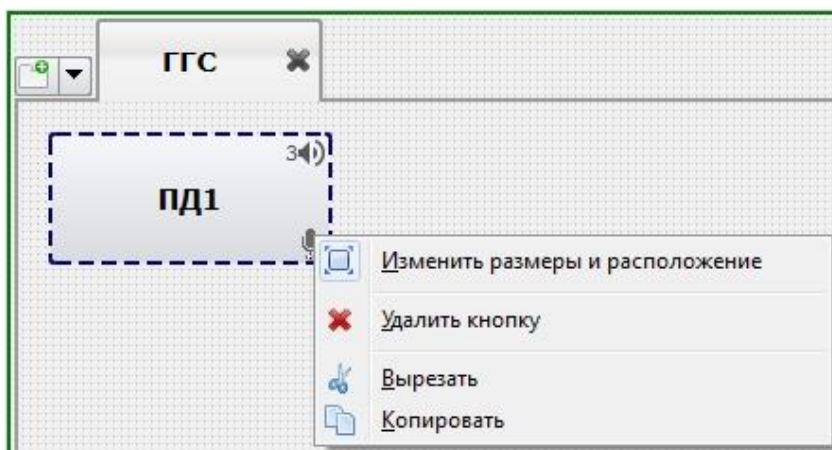 ГГС
3
ПД1
Изменить размеры и расположение
Удалить кнопку
Вырезать
Копировать